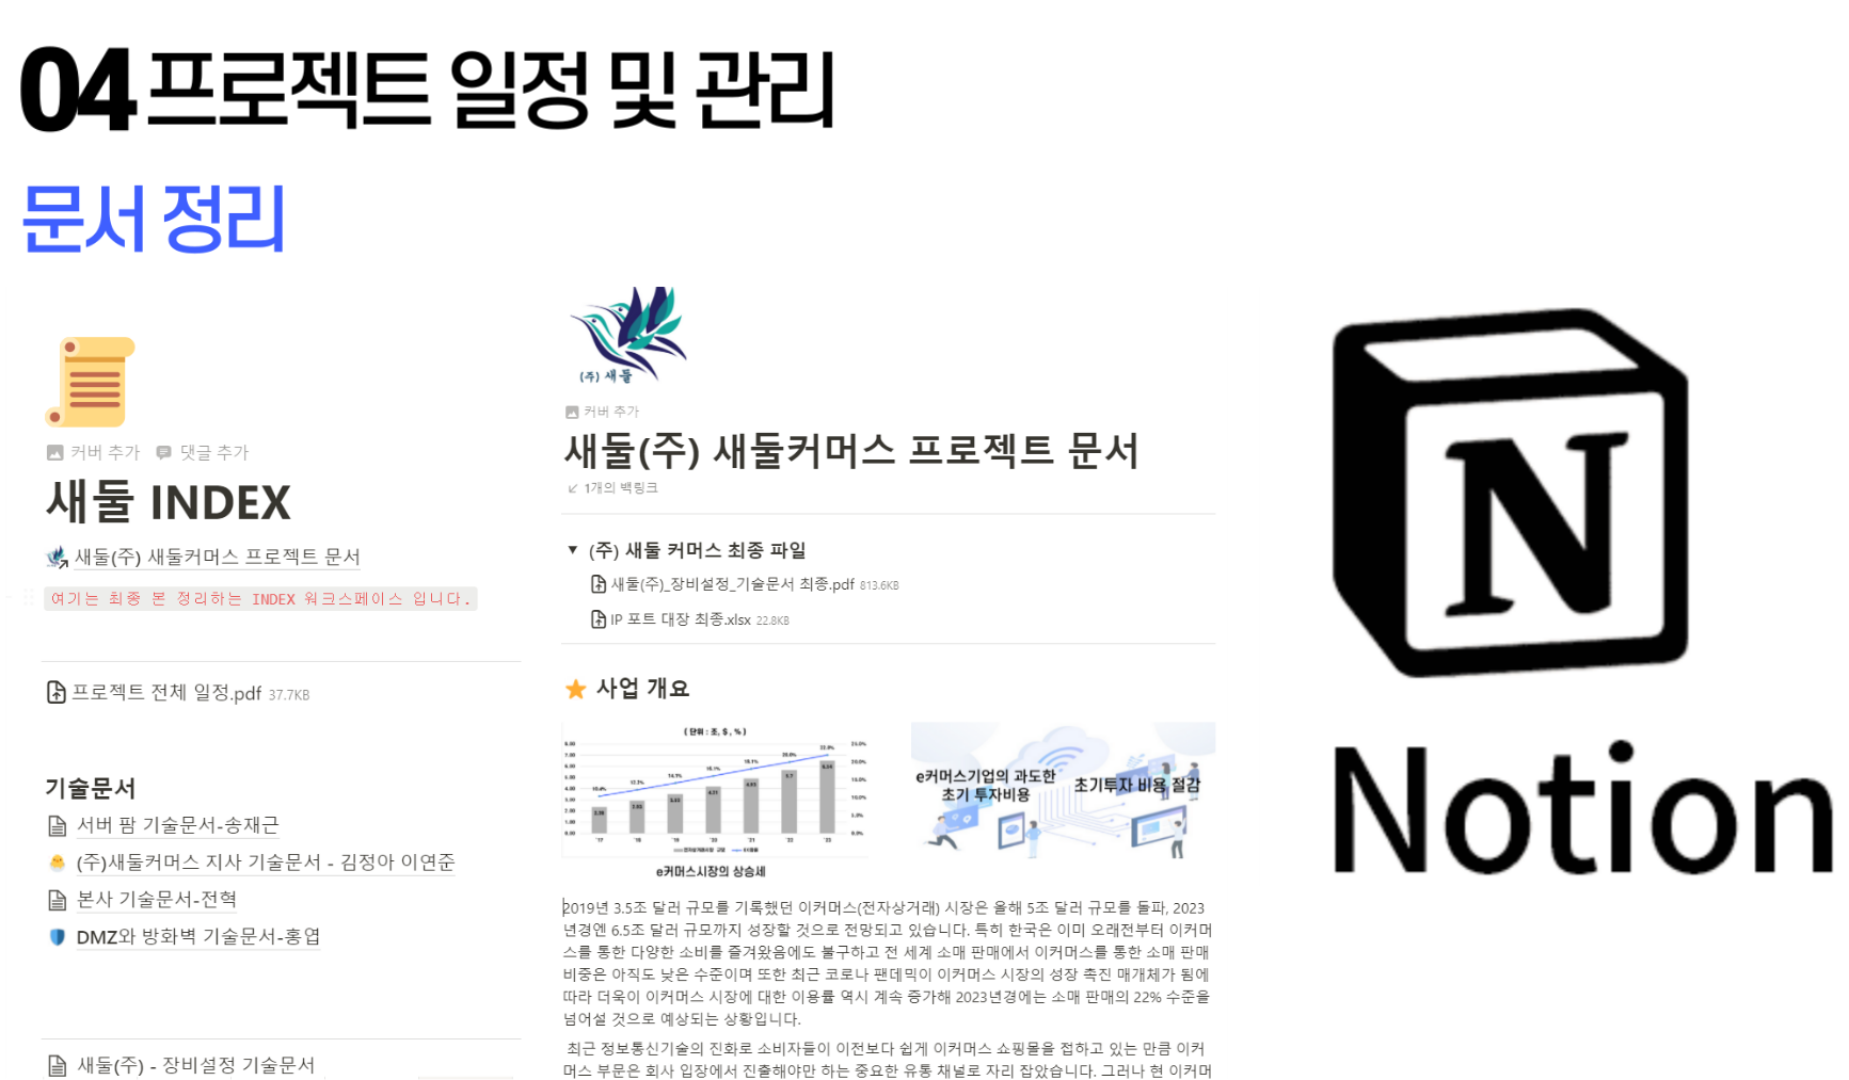 04 프로젝트 일정 및 관리
문서 정리
커버 추가 댓글 추가
새둘 INDEX
새둘(주) 새둘커머스 프로젝트 문서
여기는 최종 본 정리하는 INDEX 워크스페이스 입니다.
프로젝트 전체 일정.pdf 37.7KB
기술문서
서버 팜 기술문서-송재근
(주)새둘커머스 지사 기술문서 - 김정아 이연준
본사 기술문서-전혁
DMZ와 방화벽 기술문서-홍엽
새둘(주) - 장비설정 기술문서
(주) 새둘
커버 추가
새둘(주) 새둘커머스 프로젝트 문서
1개의 백링크
(주) 새둘 커머스 최종 파일
새둘(주)_장비설정_기술문서 최종.pdf 813.6KB
IP 포트 대장 최종.xlsx 22.8KB
사업 개요
( 단위 : 조, $ , % )
e커머스시장의 상승세
e커머스기업의 과도한
초기 투자비용
초기투자 비용 절감
2019년 3.5조 달러 규모를 기록했던 이커머스(전자상거래) 시장은 올해 5조 달러 규모를 돌파, 2023
년경엔 6.5조 달러 규모까지 성장할 것으로 전망되고 있습니다. 특히 한국은 이미 오래전부터 이커머
스를 통한 다양한 소비를 즐겨왔음에도 불구하고 전 세계 소매 판매에서 이커머스를 통한 소매 판매
비중은 아직도 낮은 수준이며 또한 최근 코로나 팬데믹이 이커머스 시장의 성장 촉진 매개체가 됨에
따라 더욱이 이커머스 시장에 대한 이용률 역시 계속 증가해 2023년경에는 소매 판매의 22% 수준을
넘어설 것으로 예상되는 상황입니다.
최근 정보통신기술의 진화로 소비자들이 이전보다 쉽게 이커머스 쇼핑몰을 접하고 있는 만큼 이커
머스 부문은 회사 입장에서 진출해야만 하는 중요한 유통 채널로 자리 잡았습니다. 그러나 현 이커머
N
Notion